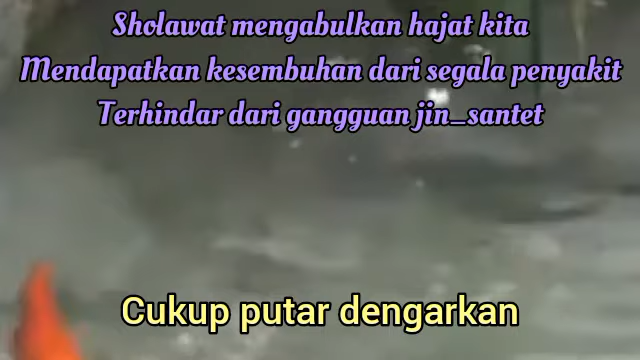 Sholawat mengabulkan hajat kita
Mendapatkan kesembuhan dari segala penyakit
Terhindar dari gangguan jin_santet
Cukup putar dengarkan